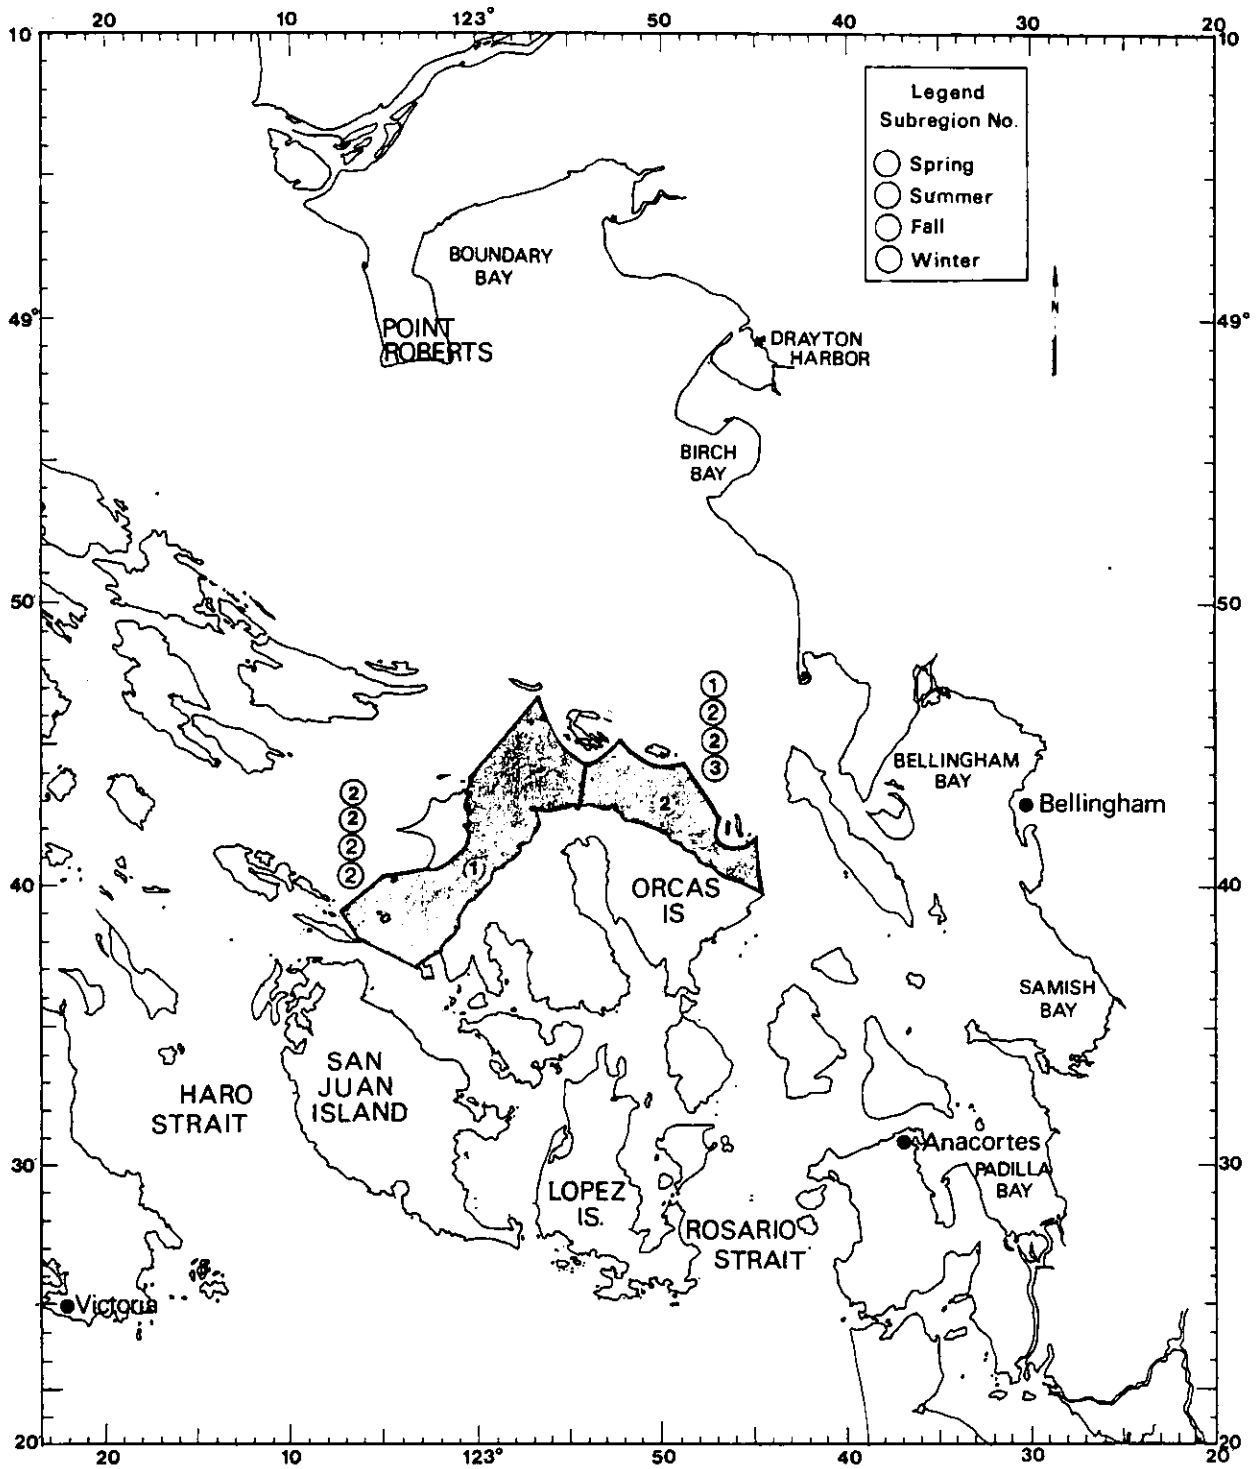 20 10 123° 50 40 30 20
10 10
Legend
Subregion No.
Spring
Summer
Fall
Winter
N
BOUNDARY
BAY
49° 49°
POINT
ROBERTS
DRAYTON
HARBOR
BIRCH
BAY
50 50
1
2
2
3
BELLINGHAM
BAY
Bellingham
2
2
2
2
2
1
40 40
ORCAS
IS
SAMISH
BAY
SAN
JUAN
ISLAND
HARO
STRAIT
Anacortes
30 30
PADILLA
BAY
LOPEZ
IS.
ROSARIO
STRAIT
Victoria
20 20
20 10 123° 50 40 30